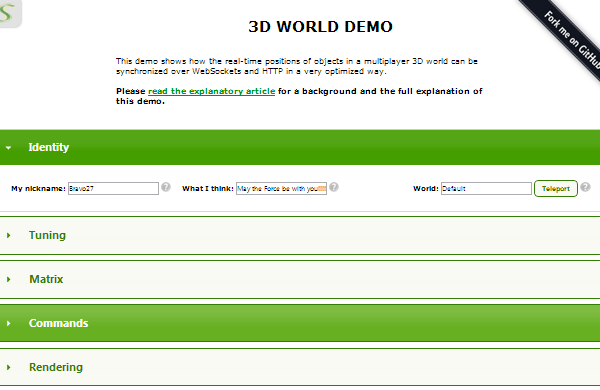 S
3D WORLD DEMO
Fork me on GitHub
This demo shows how the real-time positions of objects in a multiplayer 3D world can be
synchronized over WebSockets and HTTP in a very optimized way.
Please read the explanatory article for a background and the full explanation of
this demo.
Identity
My nickname: Bravo27 ? What I think: May the Force be with you!!!!! ? World: Default Teleport ?
Tuning
Matrix
Commands
Rendering